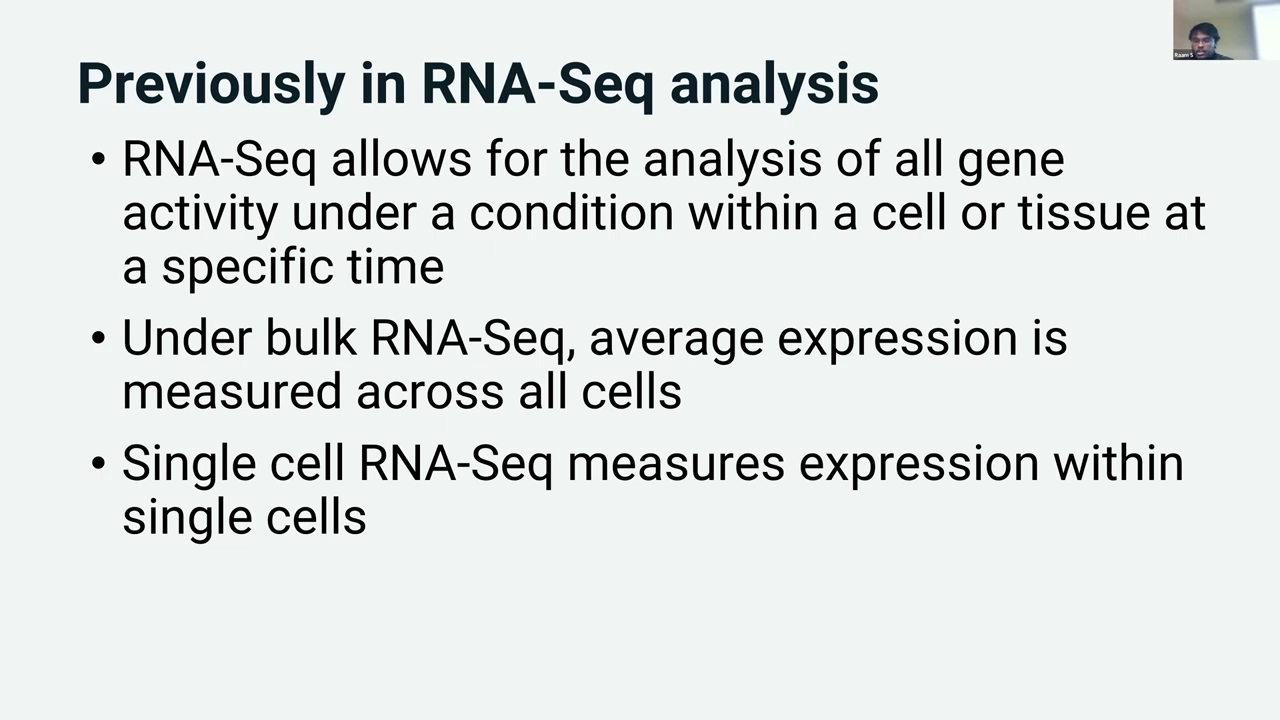 Previously in RNA-Seq analysis
• RNA-Seq allows for the analysis of all gene
activity under a condition within a cell or tissue at
a specific time
• Under bulk RNA-Seq, average expression is
measured across all cells
• Single cell RNA-Seq measures expression within
single cells
Raam S